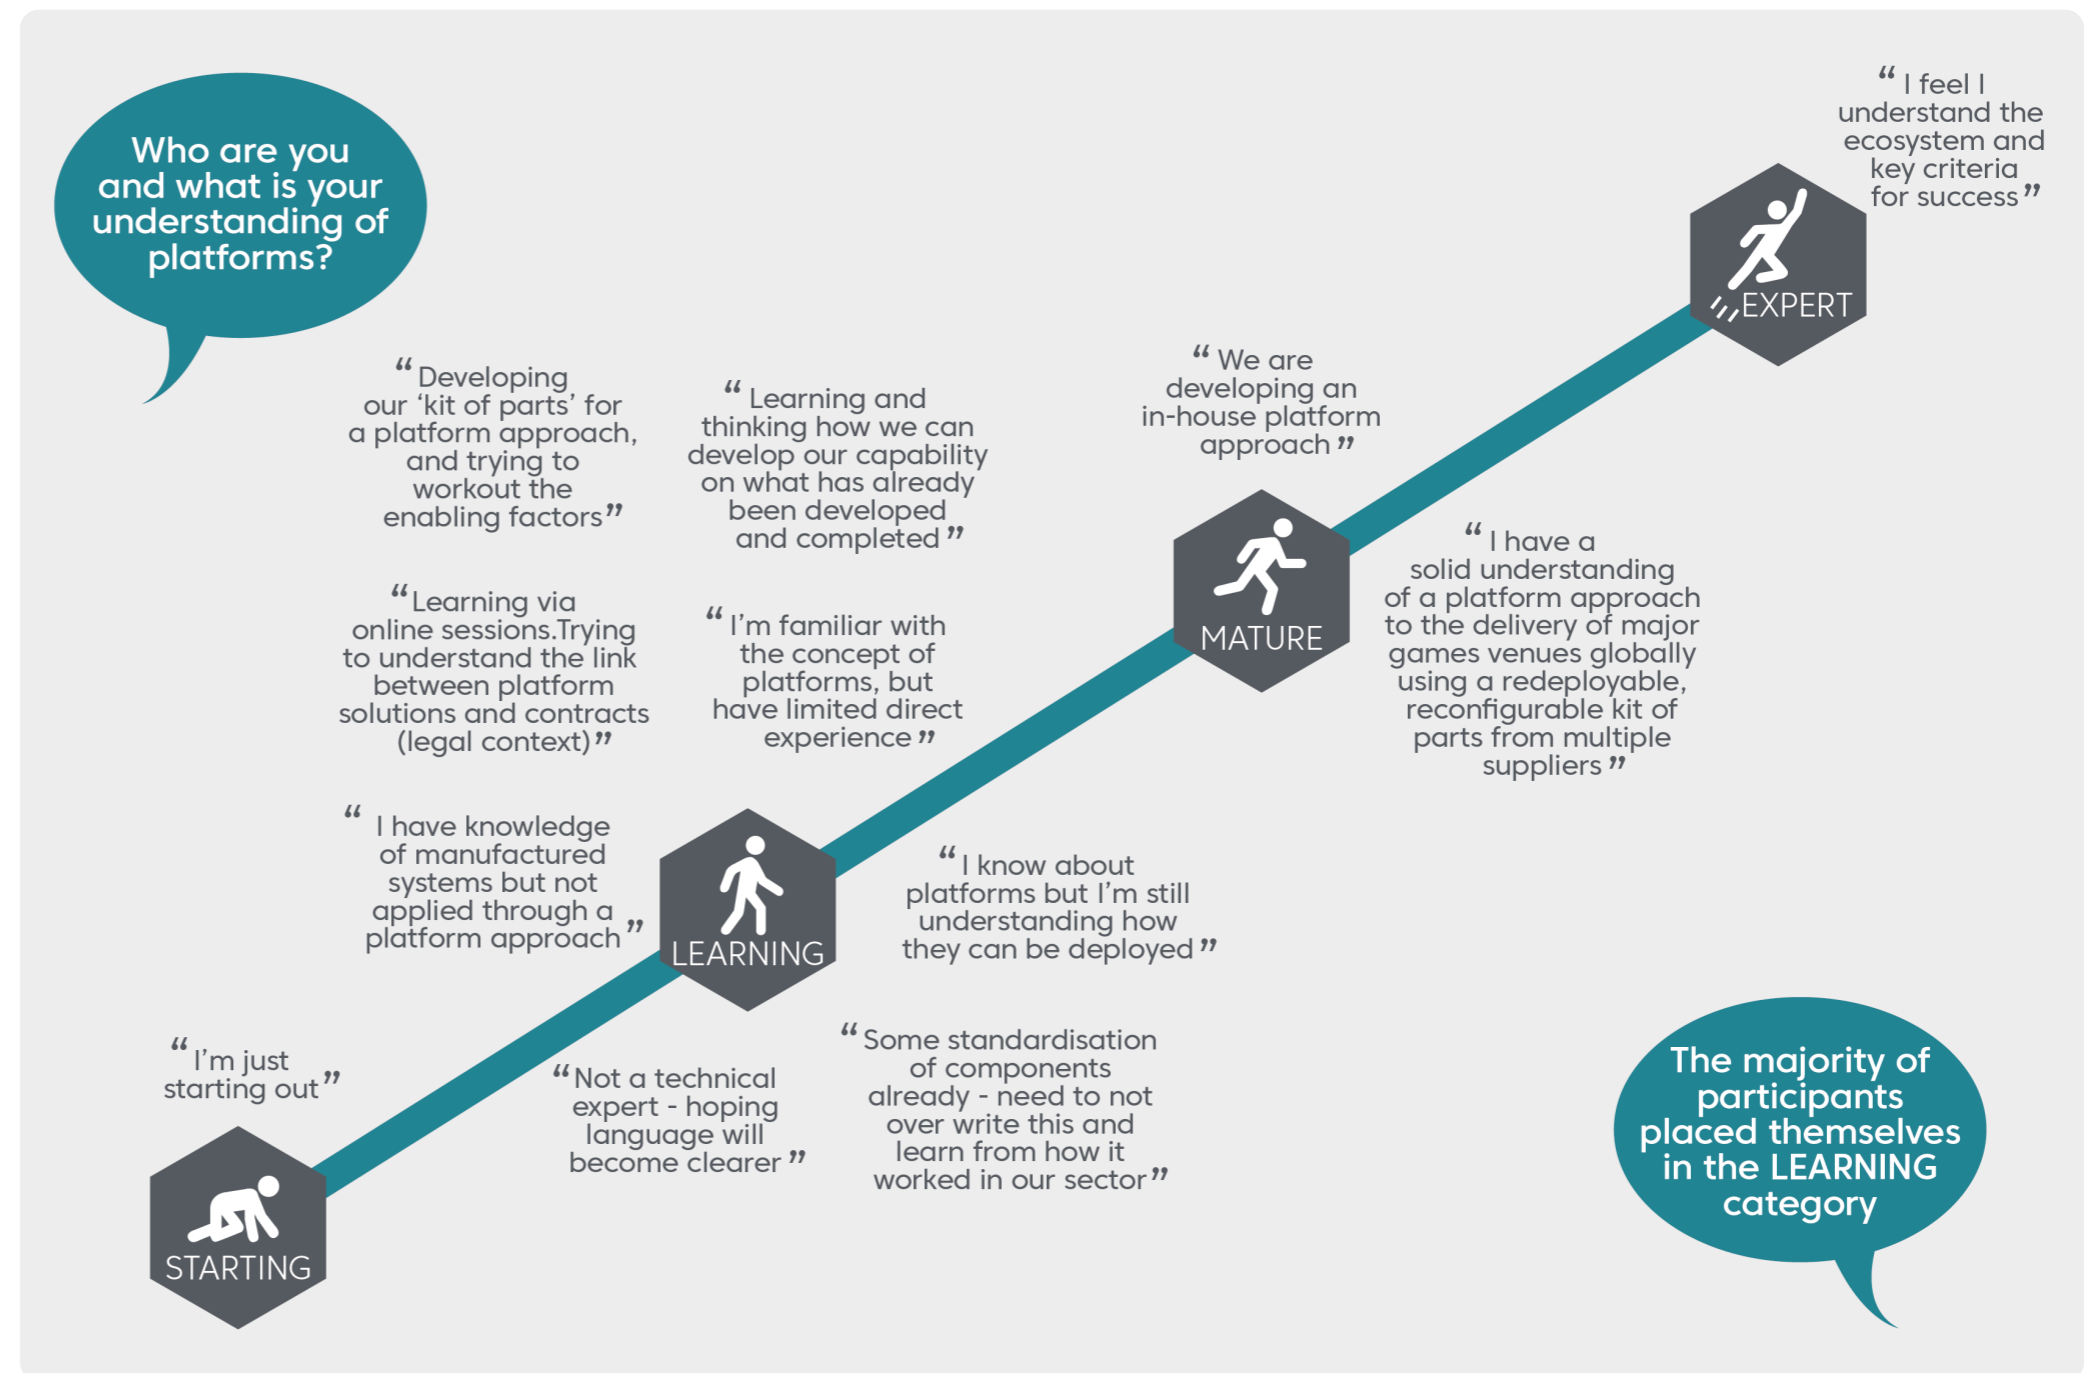 Who are you
and what is your
understanding of
platforms?
“ I feel I
understand the
ecosystem and
key criteria
for success ”
EXPERT
“ We are
developing an
in-house platform
approach ”
“ Developing
our ‘kit of parts’ for
a platform approach,
and trying to
workout the
enabling factors ”
“ Learning and
thinking how we can
develop our capability
on what has already
been developed
and completed ”
“ I have a
solid understanding
of a platform approach
to the delivery of major
games venues globally
using a redeployable,
reconfigurable kit of
parts from multiple
suppliers ”
MATURE
“ Learning via
online sessions.Trying
to understand the link
between platform
solutions and contracts
(legal context) ”
“ I’m familiar with
the concept of
platforms, but
have limited direct
experience ”
“ I have knowledge
of manufactured
systems but not
applied through a
platform approach ”
LEARNING
“ I know about
platforms but I’m still
understanding how
they can be deployed ”
“ I’m just
starting out ”
“ Not a technical
expert - hoping
language will
become clearer ”
“ Some standardisation
of components
already - need to not
over write this and
learn from how it
worked in our sector ”
STARTING
The majority of
participants
placed themselves
in the LEARNING
category